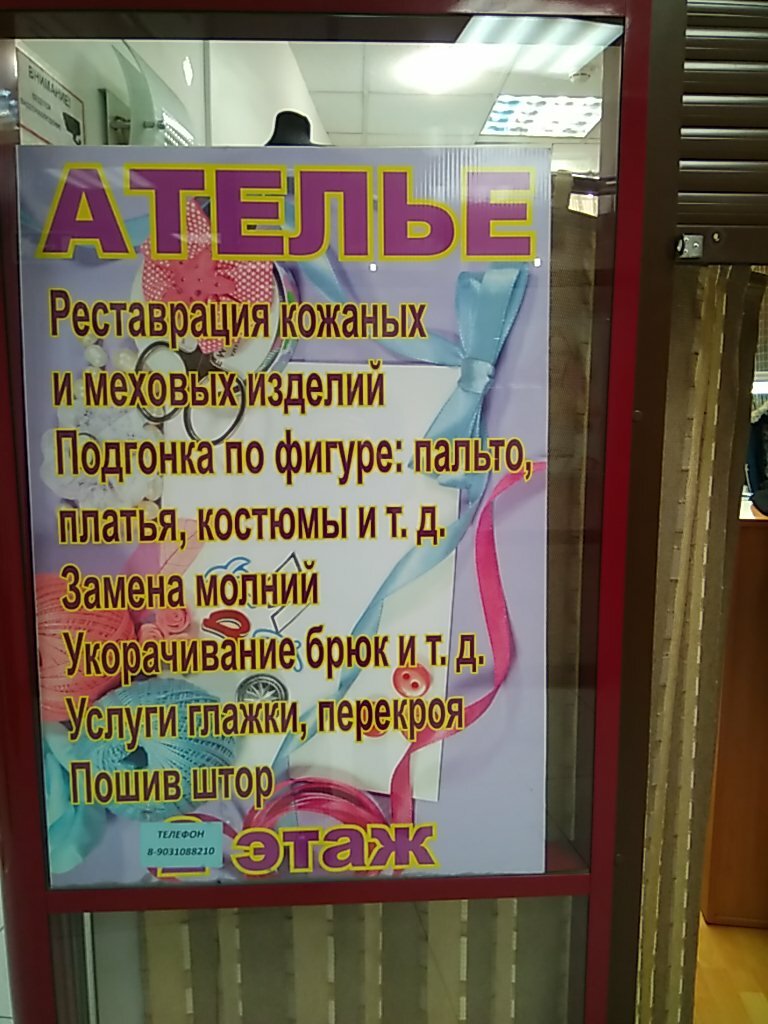 ВНИМАНИЕ!
АТЕЛЬЕ
Реставрация кожаных
и меховых изделий
Подгонка по фигуре: пальто,
платья, костюмы и т. д.
Замена молний
Укорачивание брюк и т. д.
Услуги глажки, перекроя
Пошив штор
ТЕЛЕФОН
8-9031088210
этаж